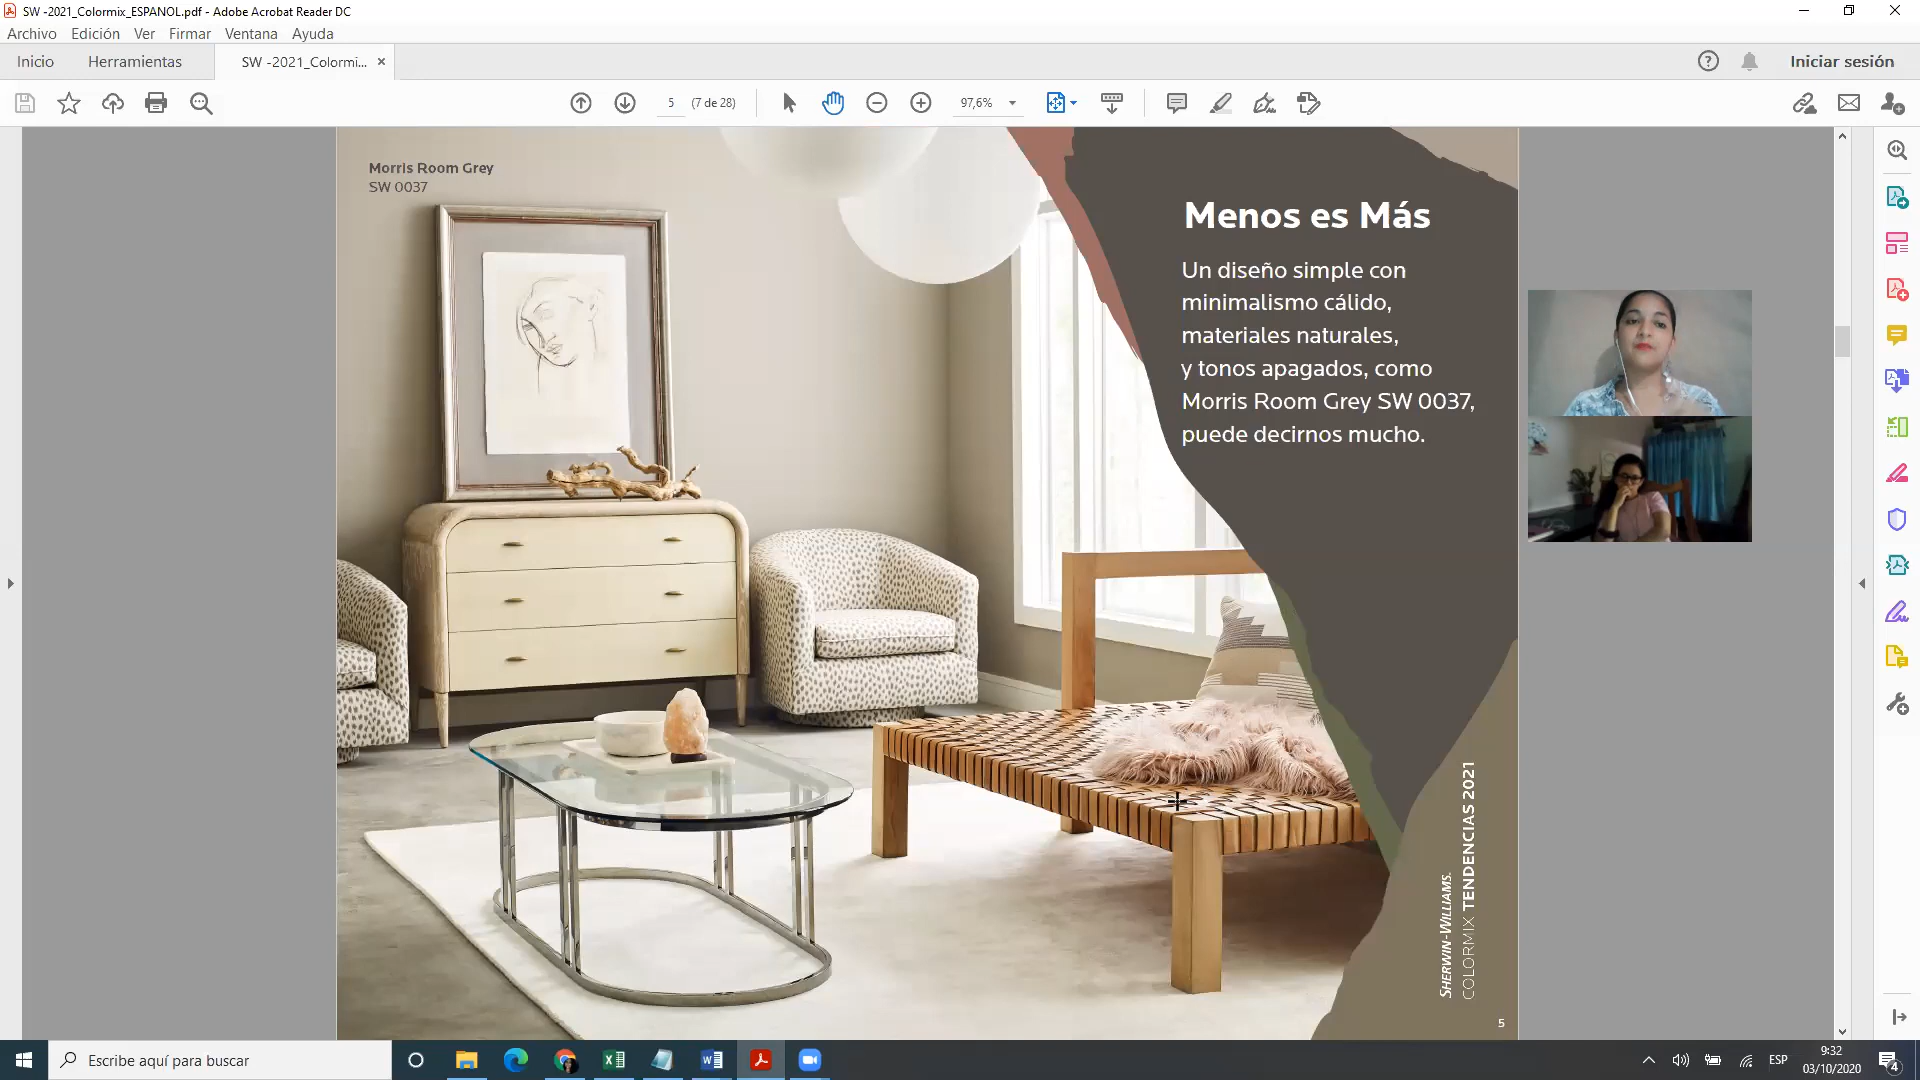 SW -2021_Colormix_ESPANOL.pdf - Adobe Acrobat Reader DC
Archivo Edición Ver Firmar Ventana Ayuda
Inicio Herramientas SW -2021_Colormi... ×
Iniciar sesión
5 (7 de 28) 97,6%
Morris Room Grey
SW 0037
Menos es Más
Un diseño simple con
minimalismo cálido,
materiales naturales,
y tonos apagados, como
Morris Room Grey SW 0037,
puede decirnos mucho.
SHERWIN-WILLIAMS.
COLORMIX TENDENCIAS 2021
5
Escribe aquí para buscar
ESP
9:32
03/10/2020
4